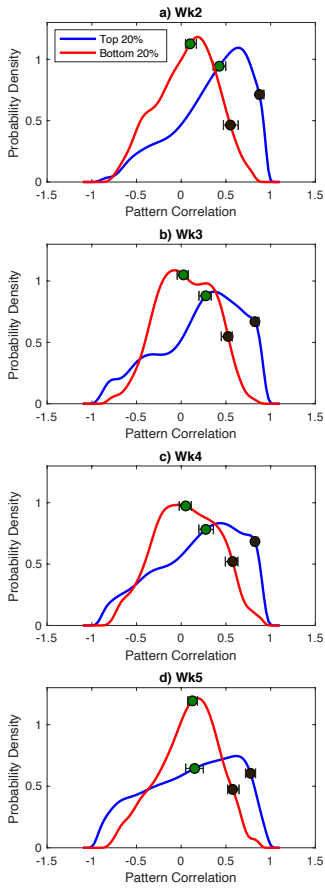 a) Wk2
Top 20%
Bottom 20%
Probability Density
1
0.5
0
-1.5 -1 -0.5 0 0.5 1 1.5
Pattern Correlation
b) Wk3
Probability Density
1
0.5
0
-1.5 -1 -0.5 0 0.5 1 1.5
Pattern Correlation
c) Wk4
Probability Density
1
0.5
0
-1.5 -1 -0.5 0 0.5 1 1.5
Pattern Correlation
d) Wk5
Probability Density
1
0.5
0
-1.5 -1 -0.5 0 0.5 1 1.5
Pattern Correlation